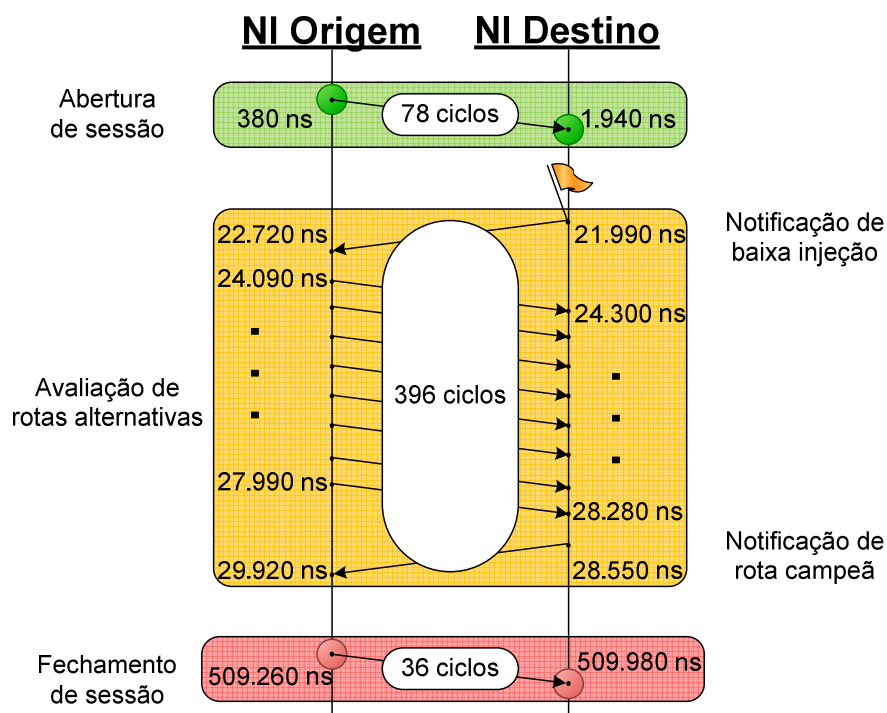 NI Origem
NI Destino
Abertura
de sessão
380 ns
78 ciclos
1.940 ns
22.720 ns
21.990 ns
Notificação de
baixa injeção
24.090 ns
24.300 ns
Avaliação de
rotas alternativas
396 ciclos
27.990 ns
28.280 ns
29.920 ns
28.550 ns
Notificação de
rota campeã
Fechamento
de sessão
509.260 ns
36 ciclos
509.980 ns